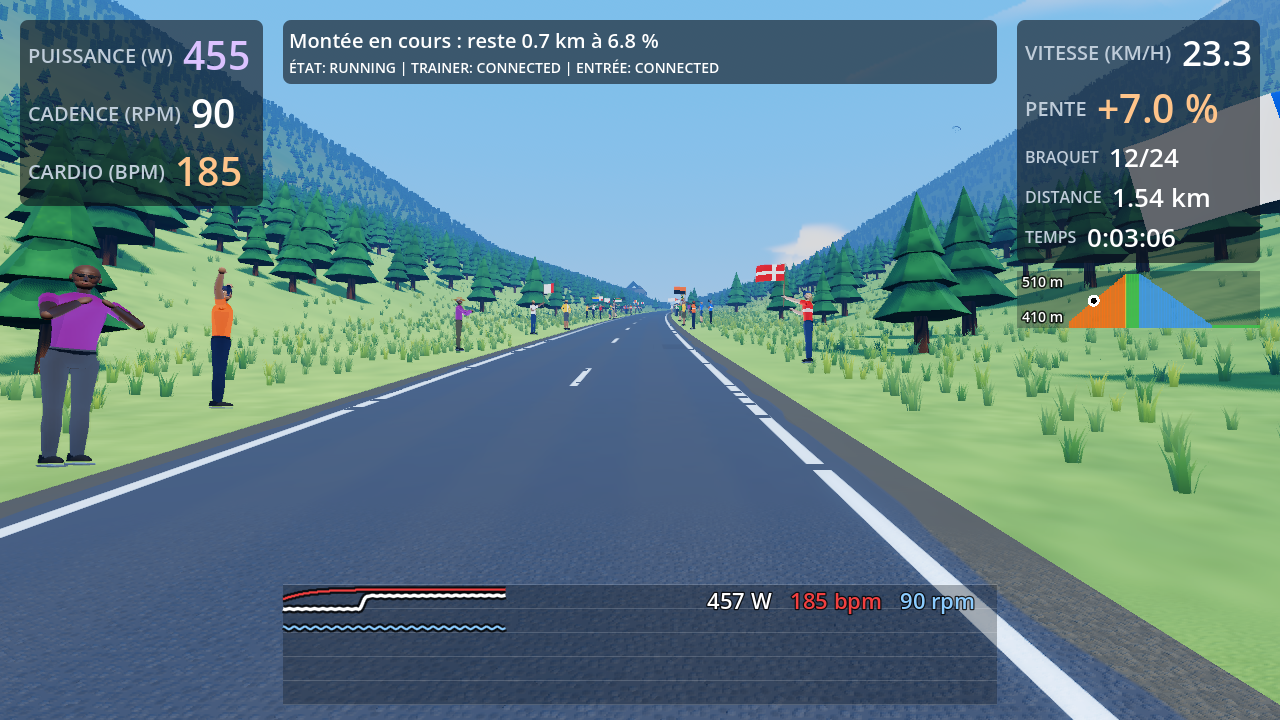 PUISSANCE (W) 455
CADENCE (RPM) 90
CARDIO (BPM) 185
Montée en cours : reste 0.7 km à 6.8 %
ÉTAT: RUNNING | TRAINER: CONNECTED | ENTRÉE: CONNECTED
VITESSE (KM/H) 23.3
PENTE +7.0 %
BRAQUET 12/24
DISTANCE 1.54 km
TEMPS 0:03:06
510 m
410 m
457 W 185 bpm 90 rpm